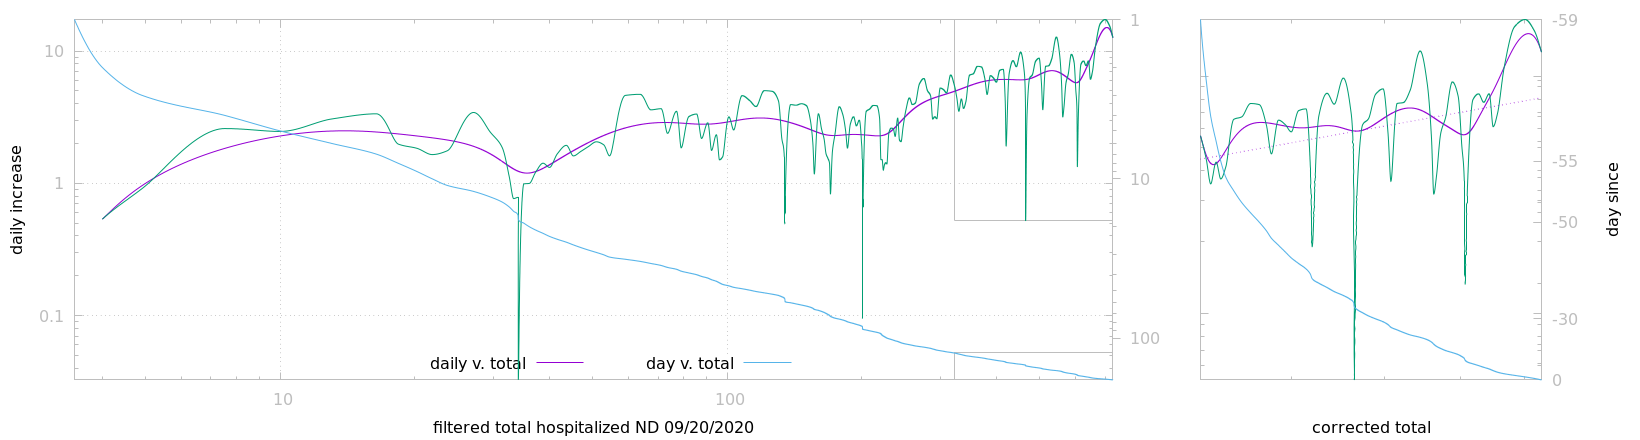 daily increase
10
1
0.1
10
100
1
10
100
daily v. total
day v. total
filtered total hospitalized ND 09/20/2020
-59
-55
-50
-30
0
day since
corrected total